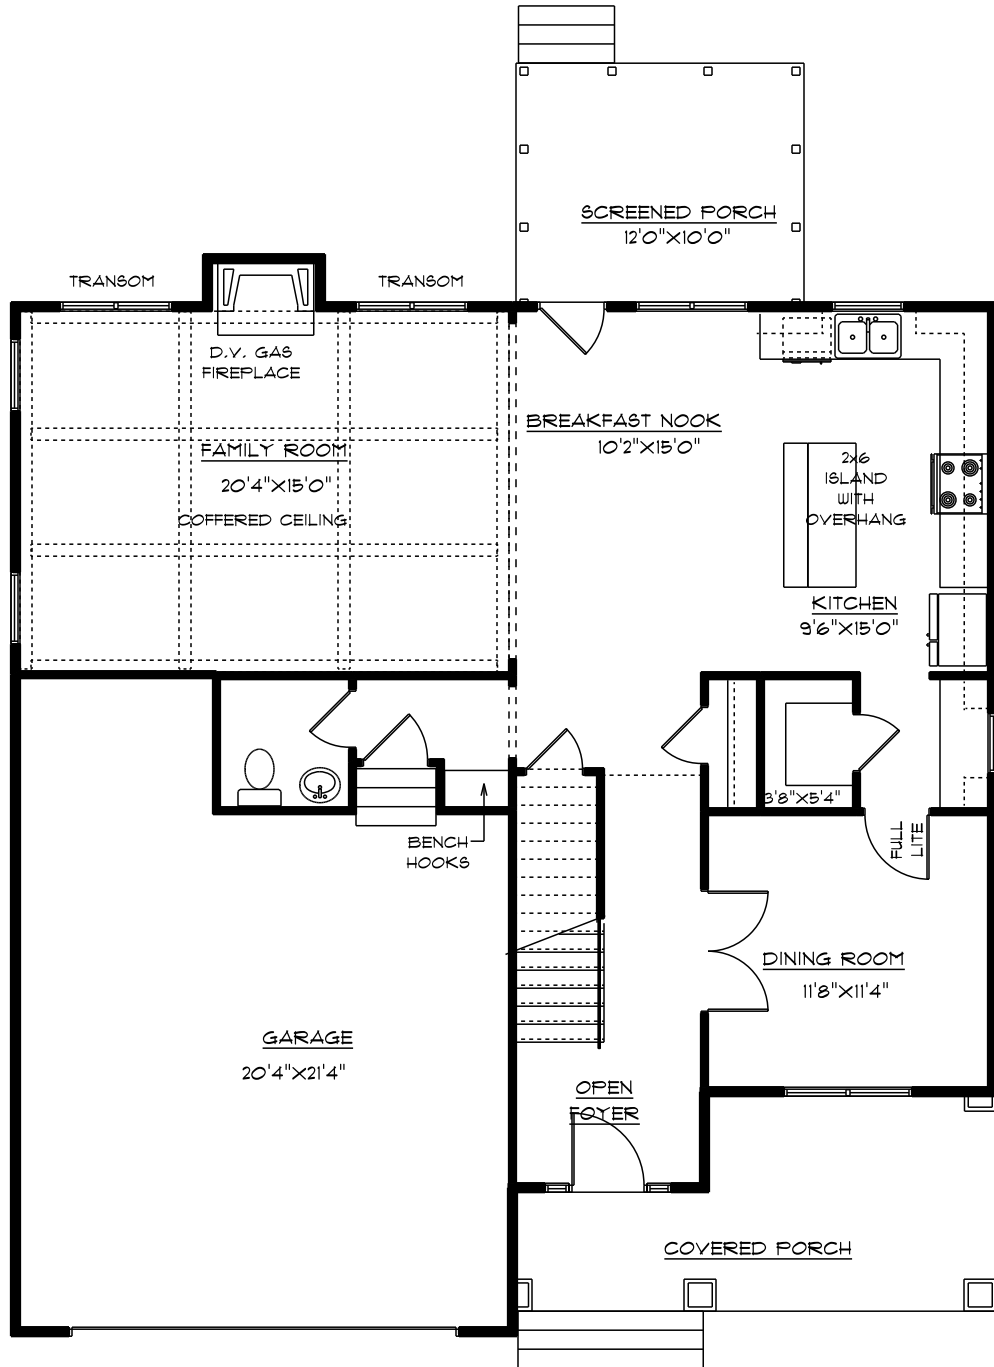 SCREENED PORCH
12'0"X10'0"
TRANSOM
TRANSOM
D.V. GAS
FIREPLACE
BREAKFAST NOOK
10'2"X15'0"
FAMILY ROOM
20'4"X15'0"
COFFERED CEILING
2x6
ISLAND
WITH
OVERHANG
KITCHEN
9'6"X15'0"
3'8"X5'4"
BENCH
HOOKS
FULL
LITE
DINING ROOM
11'8"X11'4"
GARAGE
20'4"X21'4"
OPEN
FOYER
COVERED PORCH